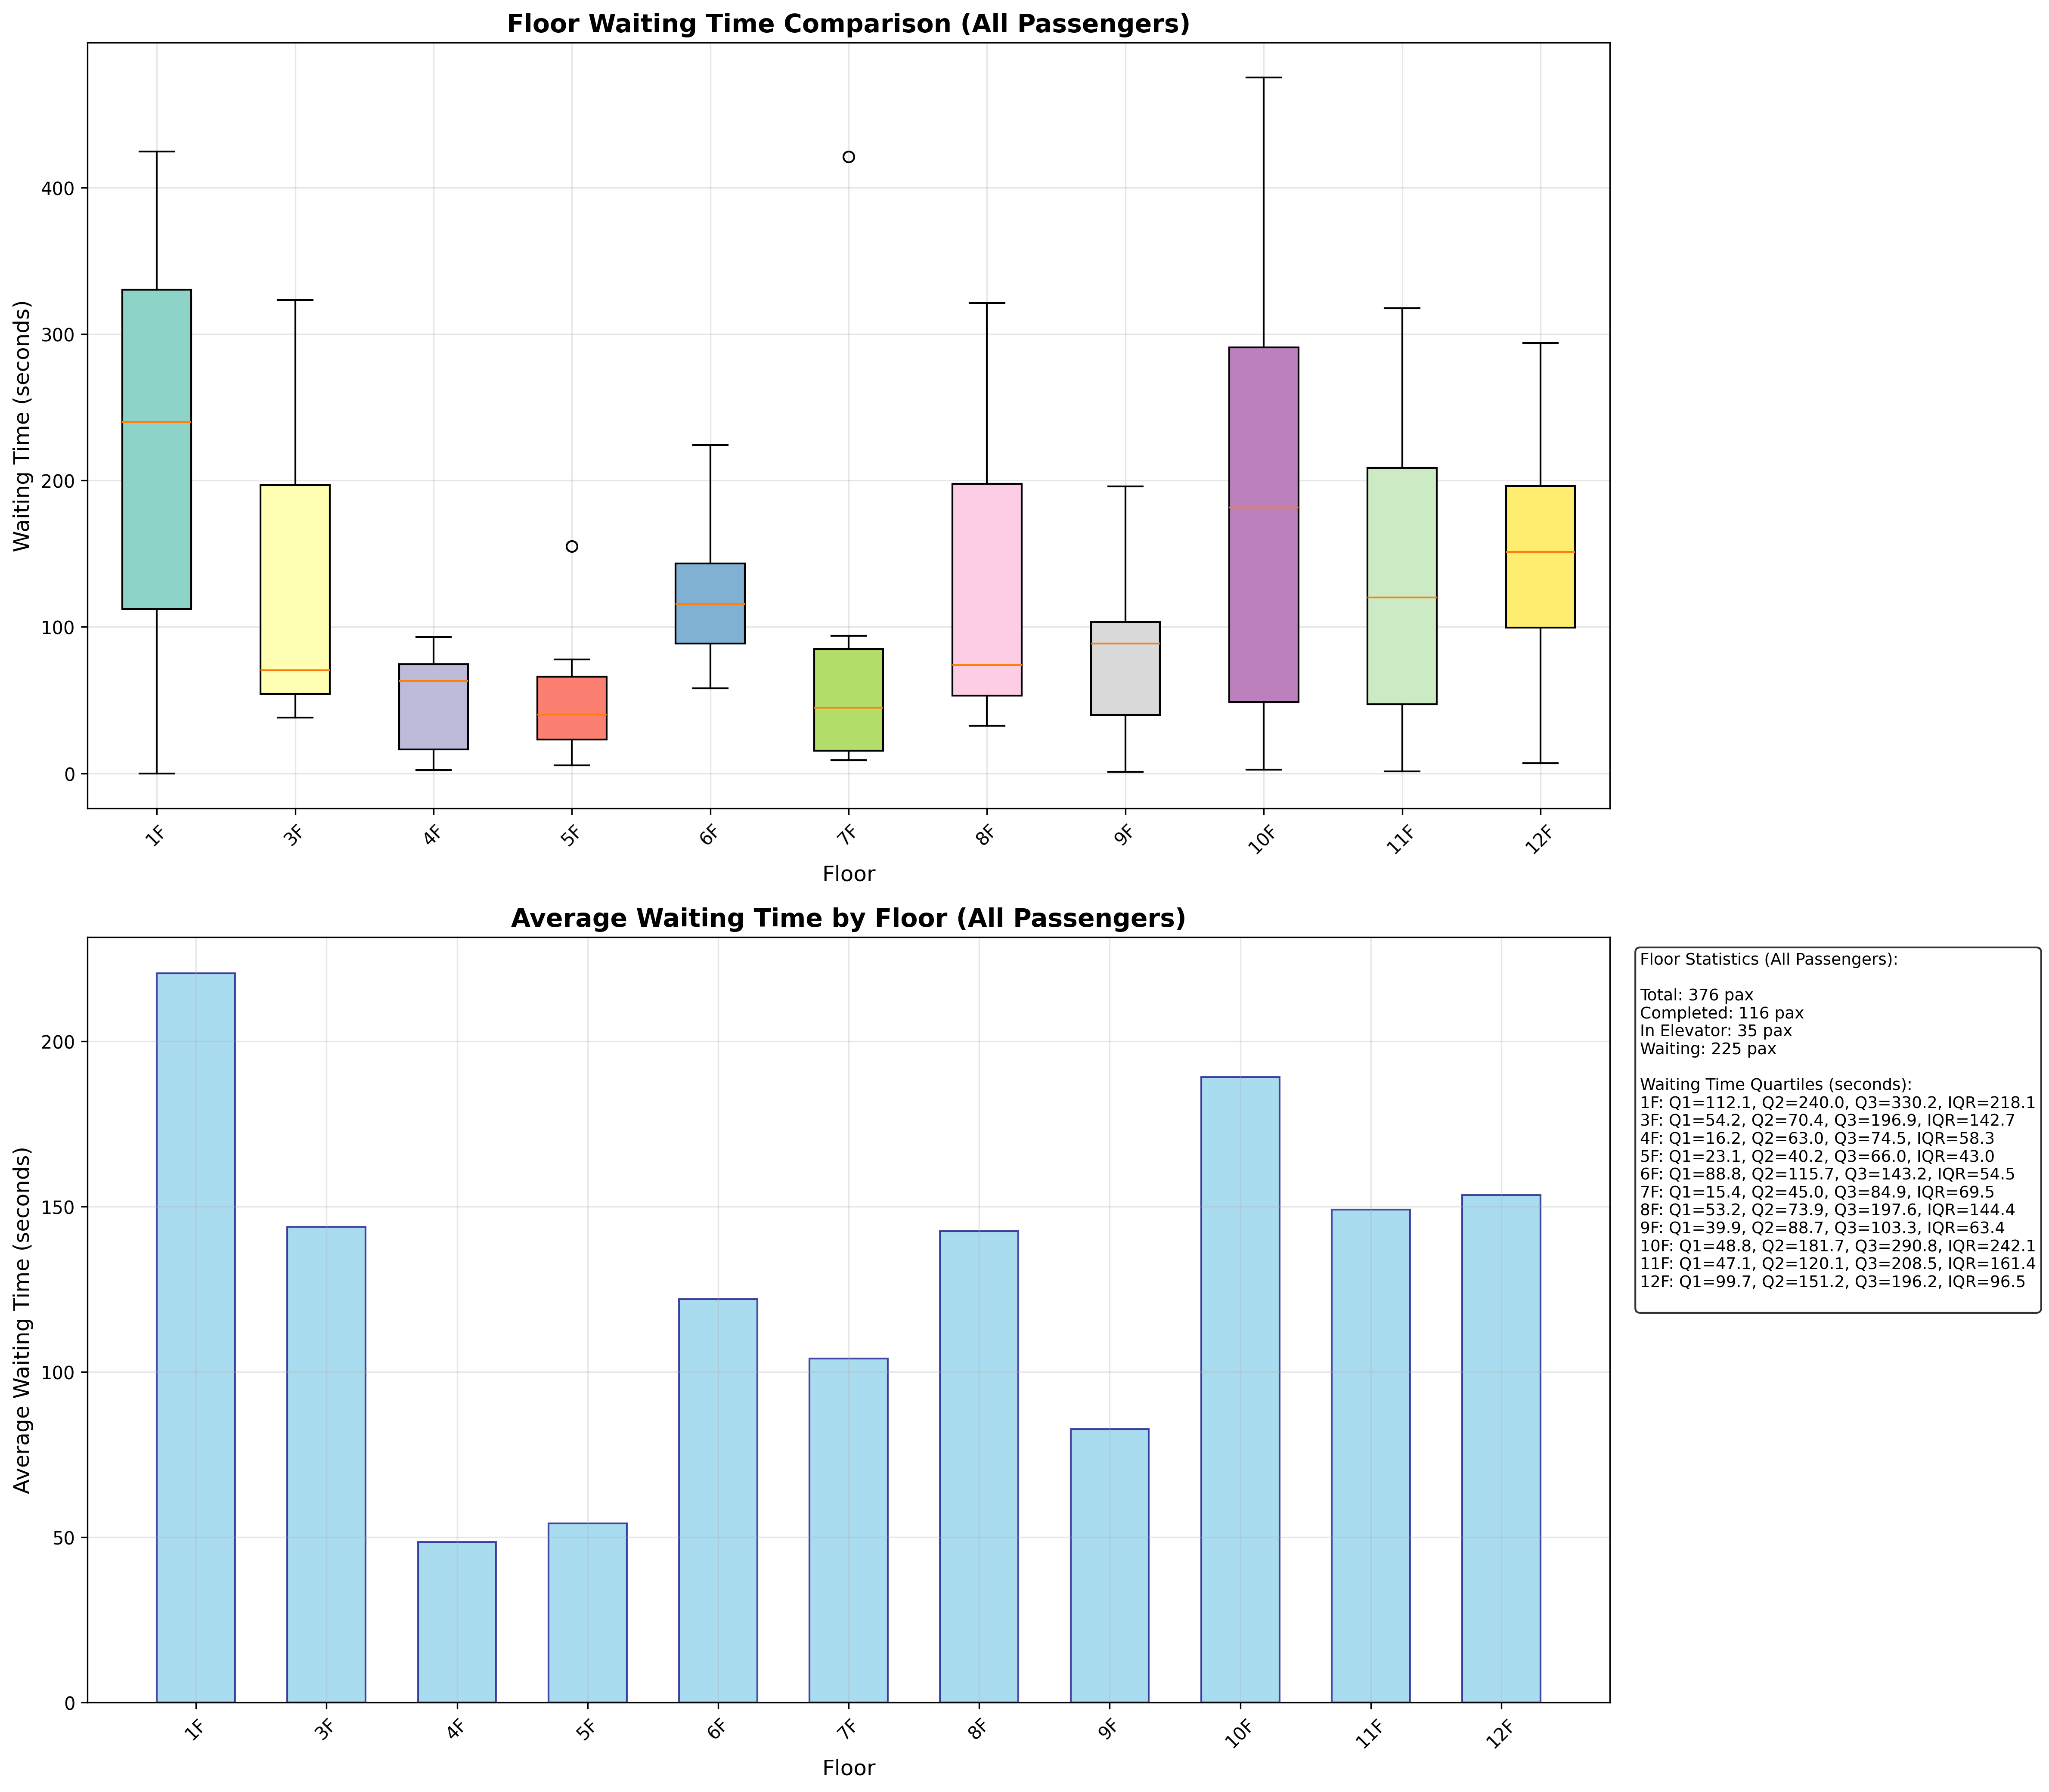 Floor Waiting Time Comparison (All Passengers)
Waiting Time (seconds)
400
300
200
100
0
1F
3F
4F
5F
6F
7F
8F
9F
10F
11F
12F
Floor
Average Waiting Time by Floor (All Passengers)
Average Waiting Time (seconds)
200
150
100
50
0
1F
3F
4F
5F
6F
7F
8F
9F
10F
11F
12F
Floor
Floor Statistics (All Passengers):
Total: 376 pax
Completed: 116 pax
In Elevator: 35 pax
Waiting: 225 pax
Waiting Time Quartiles (seconds):
1F: Q1=112.1, Q2=240.0, Q3=330.2, IQR=218.1
3F: Q1=54.2, Q2=70.4, Q3=196.9, IQR=142.7
4F: Q1=16.2, Q2=63.0, Q3=74.5, IQR=58.3
5F: Q1=23.1, Q2=40.2, Q3=66.0, IQR=43.0
6F: Q1=88.8, Q2=115.7, Q3=143.2, IQR=54.5
7F: Q1=15.4, Q2=45.0, Q3=84.9, IQR=69.5
8F: Q1=53.2, Q2=73.9, Q3=197.6, IQR=144.4
9F: Q1=39.9, Q2=88.7, Q3=103.3, IQR=63.4
10F: Q1=48.8, Q2=181.7, Q3=290.8, IQR=242.1
11F: Q1=47.1, Q2=120.1, Q3=208.5, IQR=161.4
12F: Q1=99.7, Q2=151.2, Q3=196.2, IQR=96.5